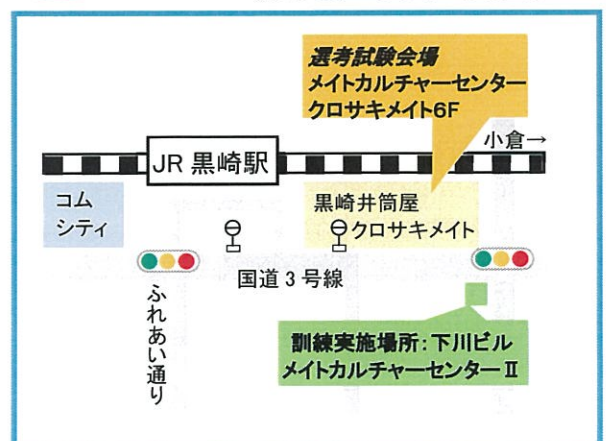 選考試験会場
メイトカルチャーセンター
クロサキメイト6F
小倉→
JR 黒崎駅
コム
シティ
黒崎井筒屋
クロサキメイト
国道3号線
ふれあい通り
訓練実施場所：下川ビル
メイトカルチャーセンターⅡ